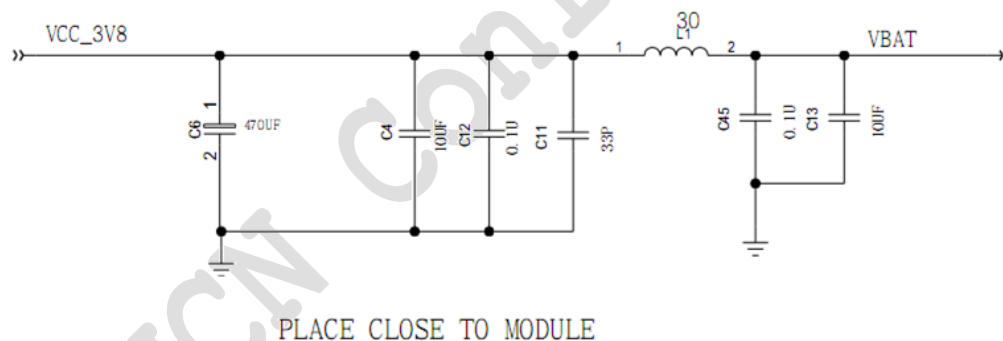 VCC_3V8
30
L1
1
2
VBAT
1
C6
470UF
2
C4
10UF
C12
0.1U
C11
33P
C45
0.1U
C13
10UF
PLACE CLOSE TO MODULE